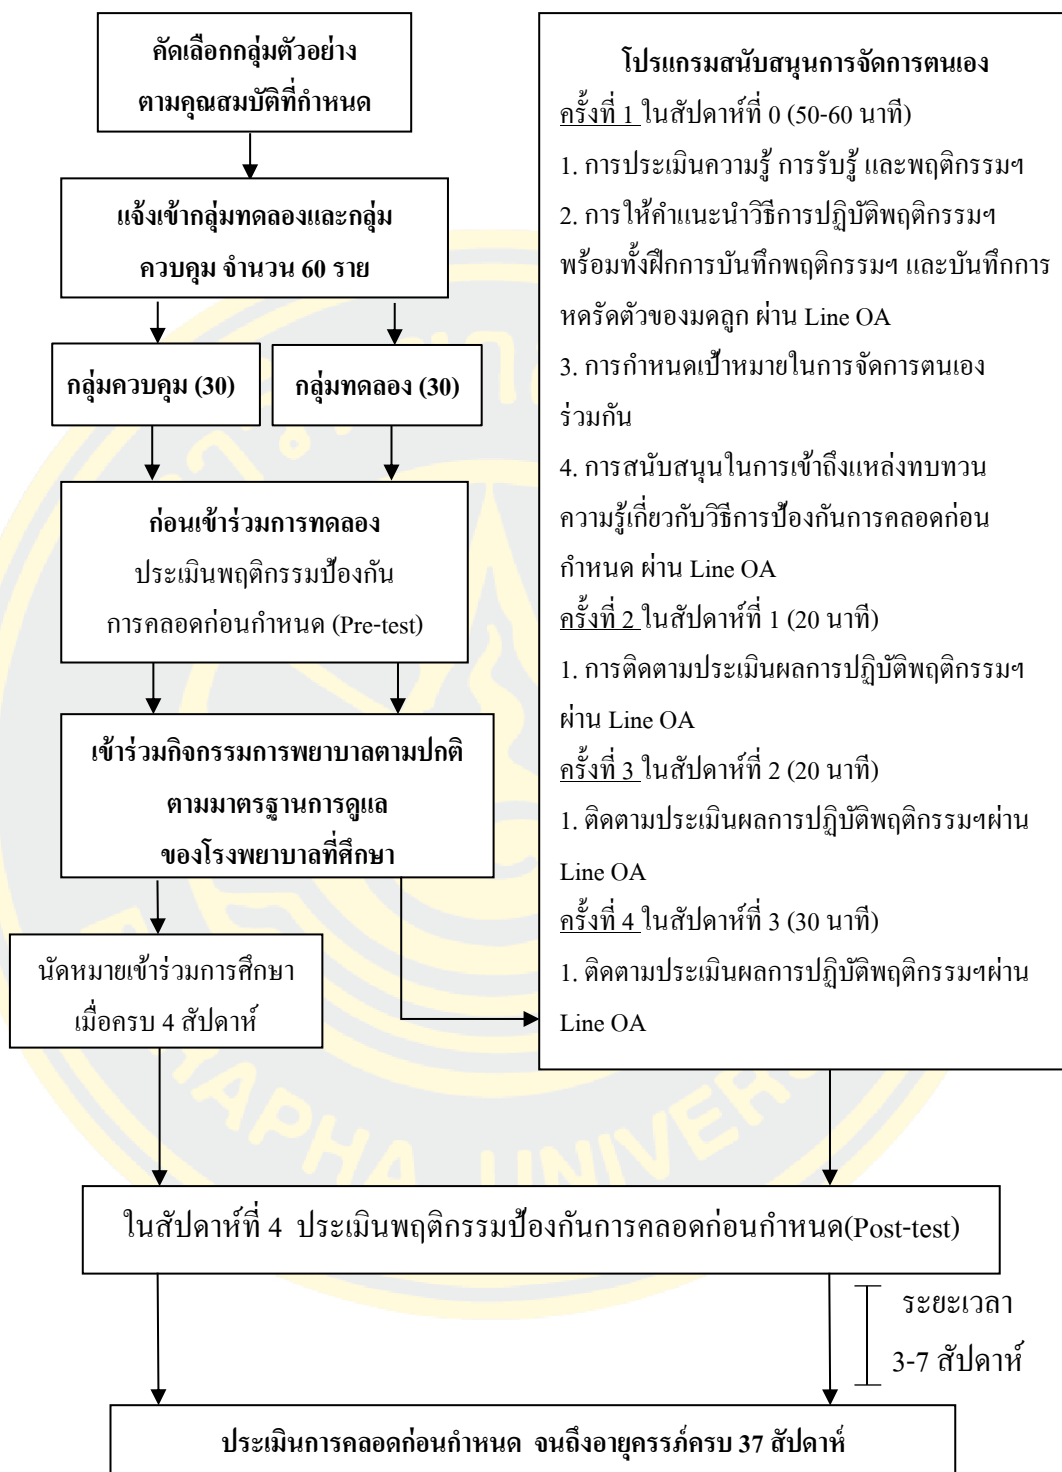 คัดเลือกกลุ่มตัวอย่าง
ตามคุณสมบัติที่กำหนด
แจ้งเข้ากลุ่มทดลองและกลุ่ม
ควบคุม จำนวน 60 ราย
กลุ่มควบคุม (30)
กลุ่มทดลอง (30)
ก่อนเข้าร่วมการทดลอง
ประเมินพฤติกรรมป้องกัน
การคลอดก่อนกำหนด (Pre-test)
เข้าร่วมกิจกรรมการพยาบาลตามปกติ
ตามมาตรฐานการดูแล
ของโรงพยาบาลที่ศึกษา
นัดหมายเข้าร่วมการศึกษา
เมื่อครบ 4 สัปดาห์
โปรแกรมสนับสนุนการจัดการตนเอง
ครั้งที่ 1 ในสัปดาห์ที่ 0 (50-60 นาที)
1. การประเมินความรู้ การรับรู้ และพฤติกรรมฯ
2. การให้คำแนะนำวิธีการปฏิบัติพฤติกรรมฯ
พร้อมทั้งฝึกการบันทึกพฤติกรรมฯ และบันทึกการ
หดรัดตัวของมดลูก ผ่าน Line OA
3. การกำหนดเป้าหมายในการจัดการตนเอง
ร่วมกัน
4. การสนับสนุนในการเข้าถึงแหล่งทบทวน
ความรู้เกี่ยวกับวิธีการป้องกันการคลอดก่อน
กำหนด ผ่าน Line OA
ครั้งที่ 2 ในสัปดาห์ที่ 1 (20 นาที)
1. การติดตามประเมินผลการปฏิบัติพฤติกรรมฯ
ผ่าน Line OA
ครั้งที่ 3 ในสัปดาห์ที่ 2 (20 นาที)
1. ติดตามประเมินผลการปฏิบัติพฤติกรรมฯผ่าน
Line OA
ครั้งที่ 4 ในสัปดาห์ที่ 3 (30 นาที)
1. ติดตามประเมินผลการปฏิบัติพฤติกรรมฯผ่าน
Line OA
ในสัปดาห์ที่ 4 ประเมินพฤติกรรมป้องกันการคลอดก่อนกำหนด(Post-test)
ระยะเวลา
3-7 สัปดาห์
ประเมินการคลอดก่อนกำหนด จนถึงอายุครรภ์ครบ 37 สัปดาห์